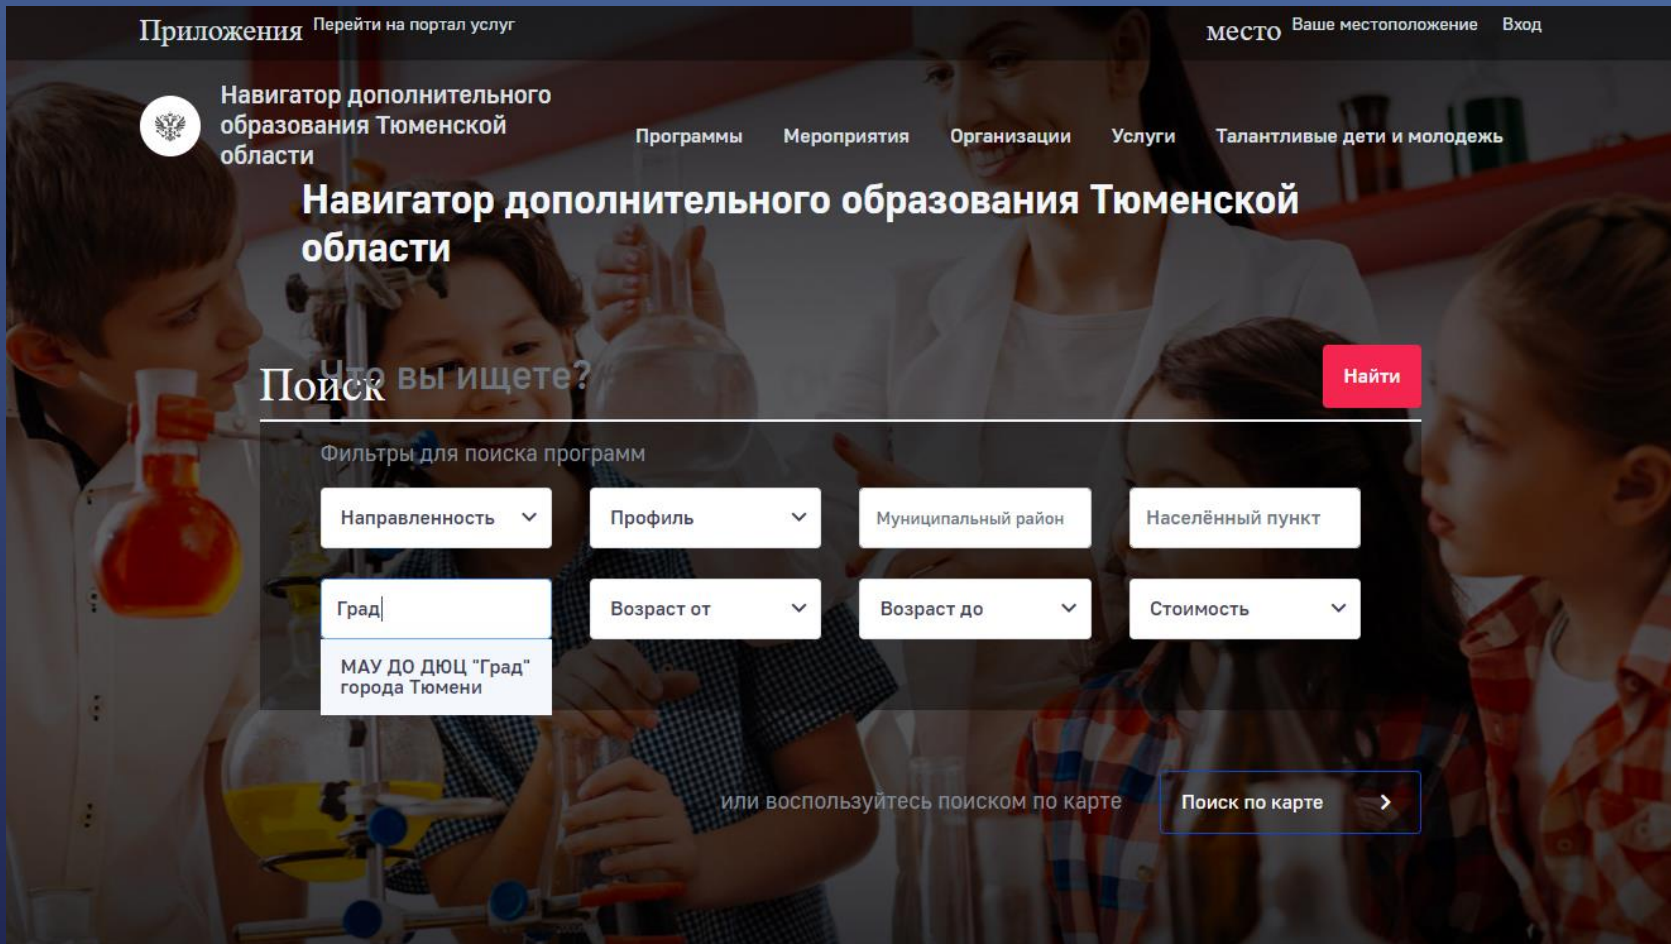 Приложения Перейти на портал услуг
место Ваше местоположение Вход
Навигатор дополнительного
образования Тюменской
области
Программы Мероприятия Организации Услуги Талантливые дети и молодежь
Навигатор дополнительного образования Тюменской
области
Поиск
Что вы ищете?
Найти
Фильтры для поиска программ
Направленность Профиль Муниципальный район Населённый пункт
Град Возраст от Возраст до Стоимость
МАУ ДО ДЮЦ "Град"
города Тюмени
или воспользуйтесь поиском по карте Поиск по карте